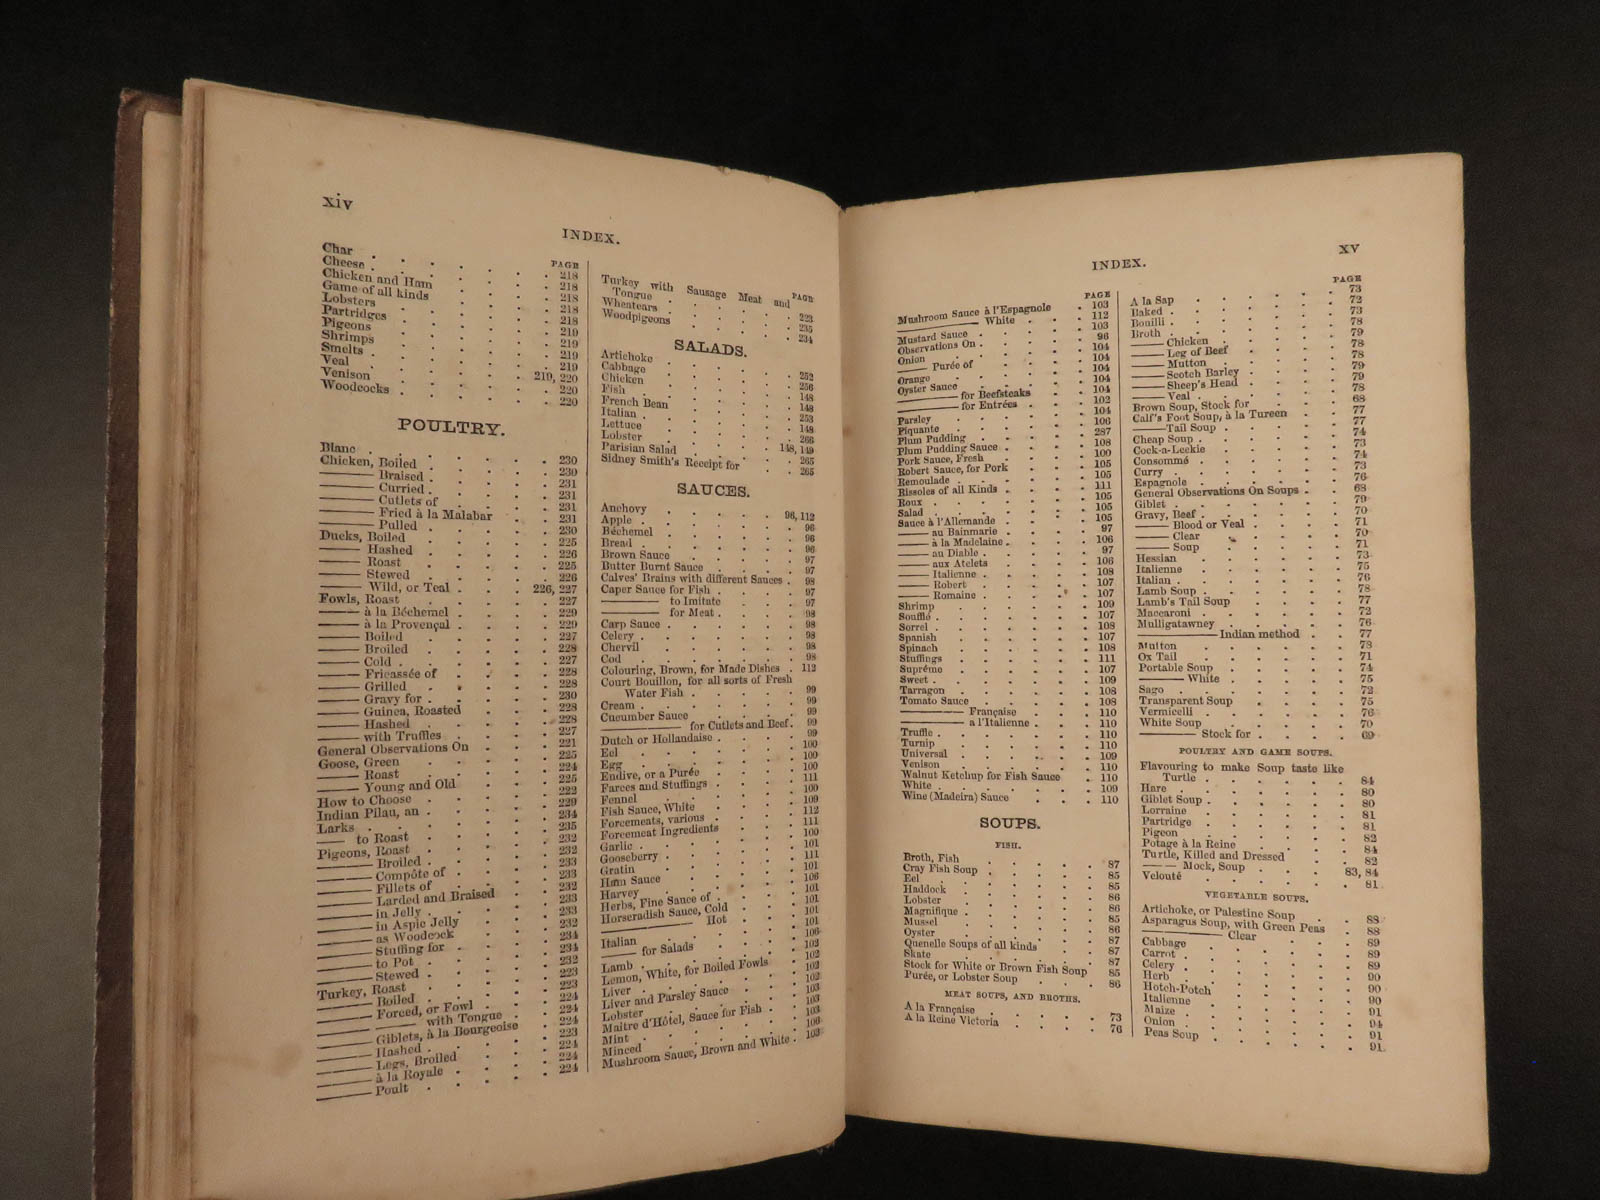 xiv
INDEX.
PAGE
Char . 218
Cheese . 218
Chicken and Ham . 218
Game of all kinds . 218
Lobsters . 218
Partridges . 219
Pigeons . 219
Shrimps . 219
Smelts . 219
Veal . 219, 220
Venison . 220
Woodcocks . 220
POULTRY.
Blanc . 230
Chicken, Boiled . 230
——— Braised . 231
——— Curried . 231
——— Cutlets of . 231
——— Fried à la Malabar . 231
——— Pulled . 230
Ducks, Boiled . 225
——— Hashed . 226
——— Roast . 225
——— Stewed . 226
——— Wild, or Teal . 226, 227
Fowls, Roast . 227
——— à la Béchemel . 229
——— à la Provençal . 229
——— Boiled . 227
——— Broiled . 228
——— Cold . 227
——— Fricassée of . 228
——— Grilled . 228
——— Gravy for . 230
——— Guinea, Roasted . 228
——— Hashed . 228
——— with Truffles . 227
General Observations On . 221
Goose, Green . 225
——— Roast . 224
——— Young and Old . 225
How to Choose . 222
Indian Pilau, an . 229
Larks . 234
—— to Roast . 235
Pigeons, Roast . 232
——— Broiled . 232
——— Compôte of . 233
——— Fillets of . 233
——— Larded and Braised . 232
——— in Jelly . 233
——— in Aspic Jelly . 233
——— as Woodcock . 232
——— Stuffing for . 234
——— to Pot . 234
——— Stewed . 232
Turkey, Roast . 223
——— Boiled . 223
——— Forced, or Fowl . 224
——— ——— with Tongue . 224
——— Giblets, à la Bourgeoise . 224
——— Hashed . 223
——— Legs, Broiled . 224
——— à la Royale . 224
——— Poult . 224
PAGE
Turkey with Sausage Meat and
Tongue . 223
Wheatears . 235
Woodpigeons . 234
SALADS.
Artichoke . 252
Cabbage . 256
Chicken . 148
Fish . 148
French Bean . 253
Italian . 148
Lettuce . 266
Lobster . 148, 149
Parisian Salad . 265
Sidney Smith's Receipt for . 265
SAUCES.
Anchovy . 96, 112
Apple . 96
Béchemel . 96
Bread . 96
Brown Sauce . 97
Butter Burnt Sauce . 97
Calves' Brains with different Sauces . 98
Caper Sauce for Fish . 97
——— to Imitate . 97
——— for Meat . 98
Carp Sauce . 98
Celery . 98
Chervil . 98
Cod . 98
Colouring, Brown, for Made Dishes . 112
Court Bouillon, for all sorts of Fresh
Water Fish . 99
Cream . 99
Cucumber Sauce . 99
——— for Cutlets and Beef . 99
Dutch or Hollandaise . 99
Eel . 100
Egg . 100
Endive, or a Purée . 100
Farces and Stuffings . 111
Fennel . 100
Fish Sauce, White . 109
Forcemeats, various . 112
Forcemeat Ingredients . 111
Garlic . 100
Gooseberry . 101
Gratin . 111
Ham Sauce . 101
Harvey . 106
Herbs, Fine Sauce of . 101
Horseradish Sauce, Cold . 101
——— Hot . 101
Italian . 101
——— for Salads . 106
Lamb . 102
Lemon, White, for Boiled Fowls . 102
Liver . 102
Liver and Parsley Sauce . 102
Lobster . 103
Maitre d'Hôtel, Sauce for Fish . 103
Mint . 103
Minced . 106
Mushroom Sauce, Brown and White . 103
XV
INDEX.
PAGE
Mushroom Sauce à l'Espagnole . 103
——— White . 112
Mustard Sauce . 103
Observations On . 96
Onion . 104
—— Purée of . 104
Orange . 104
Oyster Sauce . 104
——— for Beefsteaks . 104
——— for Entrées . 102
Parsley . 104
Piquante . 106
Plum Pudding . 287
Plum Pudding Sauce . 108
Pork Sauce, Fresh . 100
Robert Sauce, for Pork . 105
Remoulade . 105
Rissoles of all Kinds . 111
Roux . 105
Salad . 105
Sauce à l'Allemande . 105
——— au Bainmarie . 97
——— à la Madelaine . 106
——— au Diable . 97
——— aux Atelets . 106
——— Italienne . 108
——— Robert . 107
——— Romaine . 107
Shrimp . 109
Soufflé . 107
Sorrel . 108
Spanish . 107
Spinach . 108
Stuffings . 111
Supréme . 107
Sweet . 109
Tarragon . 108
Tomato Sauce . 108
——— Française . 110
——— a l'Italienne . 110
Truffle . 110
Turnip . 110
Universal . 109
Venison . 110
Walnut Ketchup for Fish Sauce . 110
White . 109
Wine (Madeira) Sauce . 110
SOUPS.
FISH.
Broth, Fish . 87
Cray Fish Soup . 85
Eel . 85
Haddock . 86
Lobster . 86
Magnifique . 85
Mussel . 86
Oyster . 87
Quenelle Soups of all kinds . 87
Skate . 87
Stock for White or Brown Fish Soup . 85
Purée, or Lobster Soup . 86
MEAT SOUPS, AND BROTHS.
A la Française . 73
A la Reine Victoria . 76
PAGE
A la Sap . 73
Baked . 72
Bouilli . 73
Broth . 78
——— Chicken . 79
——— Leg of Beef . 78
——— Mutton . 78
——— Scotch Barley . 79
——— Sheep's Head . 79
——— Veal . 78
Brown Soup, Stock for . 68
Calf's Foot Soup, à la Tureen . 77
——— Tail Soup . 77
Cheap Soup . 74
Cock-a-Leekie . 73
Consommé . 74
Curry . 73
Espagnole . 76
General Observations On Soups . 68
Giblet . 79
Gravy, Beef . 70
——— Blood or Veal . 71
——— Clear . 70
——— Soup . 71
Hessian . 73
Italienne . 75
Italian . 76
Lamb Soup . 78
Lamb's Tail Soup . 77
Maccaroni . 72
Mulligatawney . 76
——— Indian method . 77
Mutton . 78
Ox Tail . 71
Portable Soup . 74
——— White . 75
Sago . 72
Transparent Soup . 75
Vermicelli . 76
White Soup . 70
——— Stock for . 69
POULTRY AND GAME SOUPS.
Flavouring to make Soup taste like
Turtle . 84
Hare . 80
Giblet Soup . 80
Lorraine . 81
Partridge . 81
Pigeon . 82
Potage à la Reine . 84
Turtle, Killed and Dressed . 82
—— Mock, Soup . 83, 84
Velouté . 81
VEGETABLE SOUPS.
Artichoke, or Palestine Soup . 88
Asparagus Soup, with Green Peas . 88
——— Clear . 89
Cabbage . 89
Carrot . 89
Celery . 90
Herb . 90
Hotch-Potch . 90
Italienne . 91
Maize . 94
Onion . 91
Peas Soup . 91